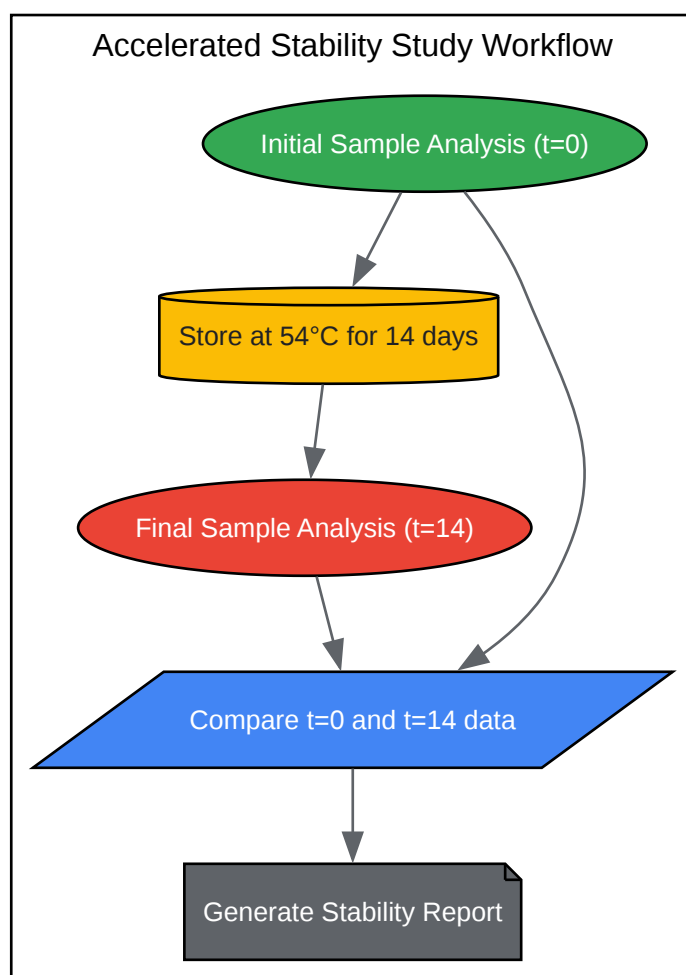 Accelerated Stability Study Workflow
Initial Sample Analysis (t=0)
Store at 54°C for 14 days
Final Sample Analysis (t=14)
Compare t=0 and t=14 data
Generate Stability Report